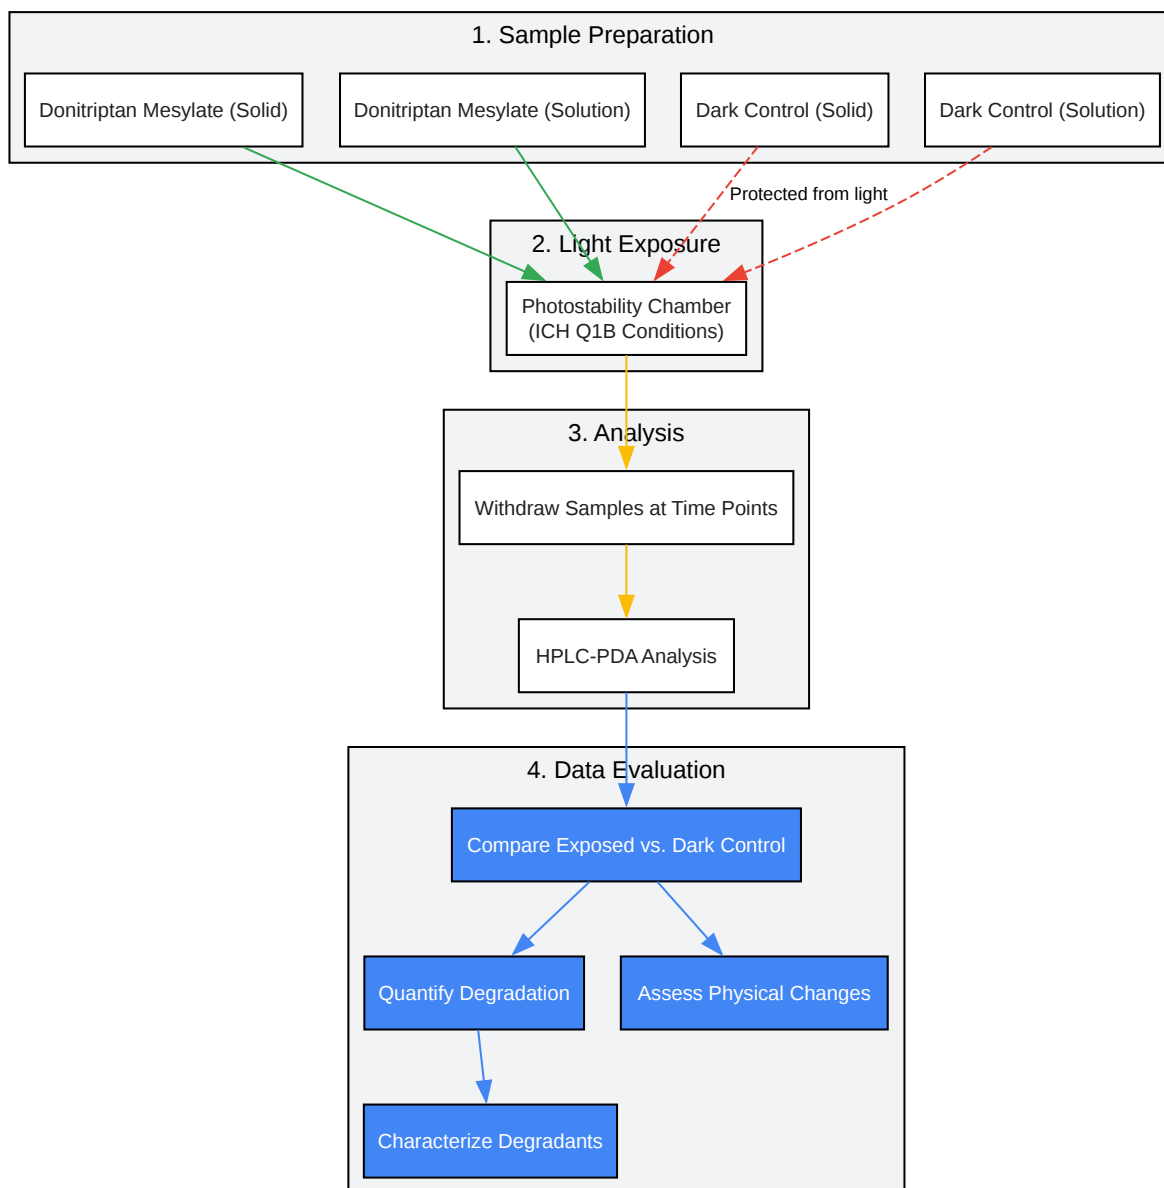 1. Sample Preparation
Donitriptan Mesylate (Solid)
Donitriptan Mesylate (Solution)
Dark Control (Solid)
Dark Control (Solution)
Protected from light
2. Light Exposure
Photostability Chamber
(ICH Q1B Conditions)
3. Analysis
Withdraw Samples at Time Points
HPLC-PDA Analysis
4. Data Evaluation
Compare Exposed vs. Dark Control
Quantify Degradation
Assess Physical Changes
Characterize Degradants